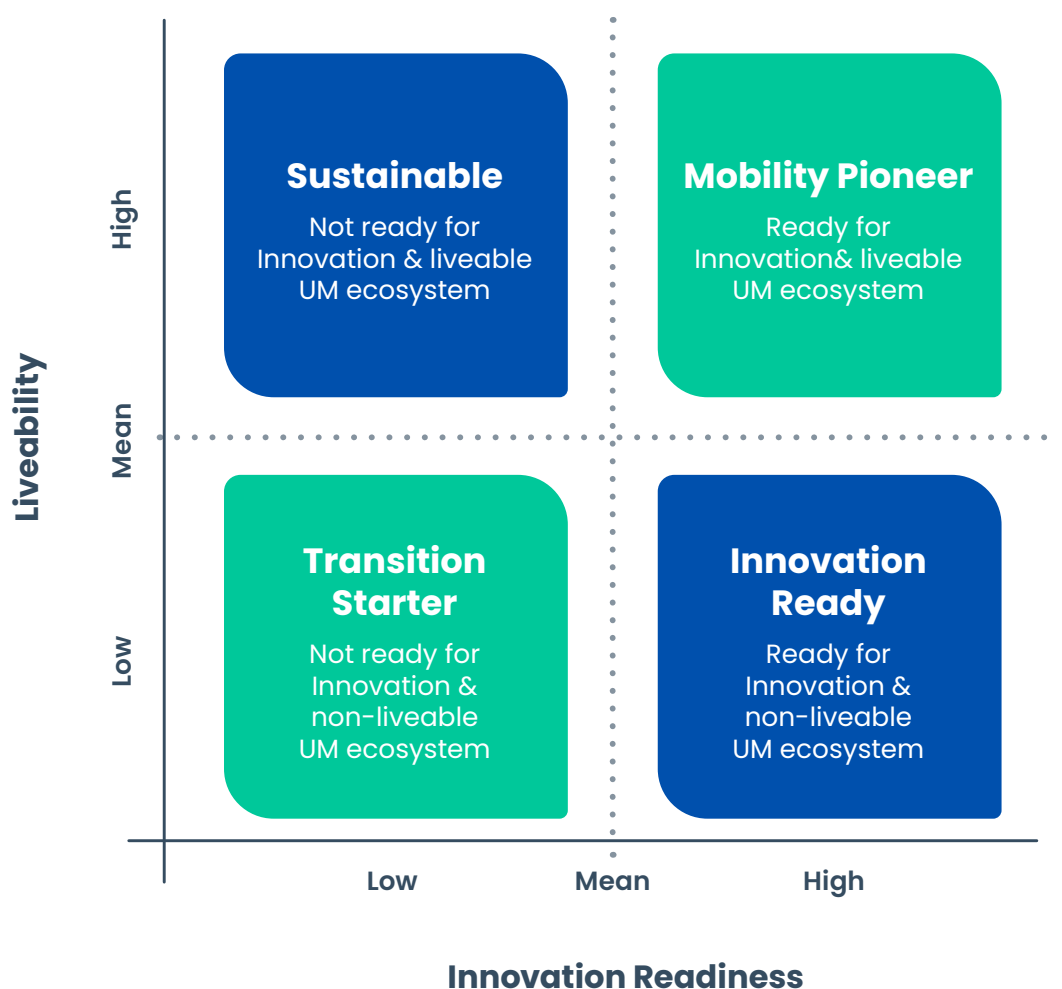 Liveability
High
Mean
Low
Sustainable
Not ready for
Innovation & liveable
UM ecosystem
Mobility Pioneer
Ready for
Innovation& liveable
UM ecosystem
Transition
Starter
Not ready for
Innovation &
non-liveable
UM ecosystem
Innovation
Ready
Ready for
Innovation &
non-liveable
UM ecosystem
Low
Mean
High
Innovation Readiness